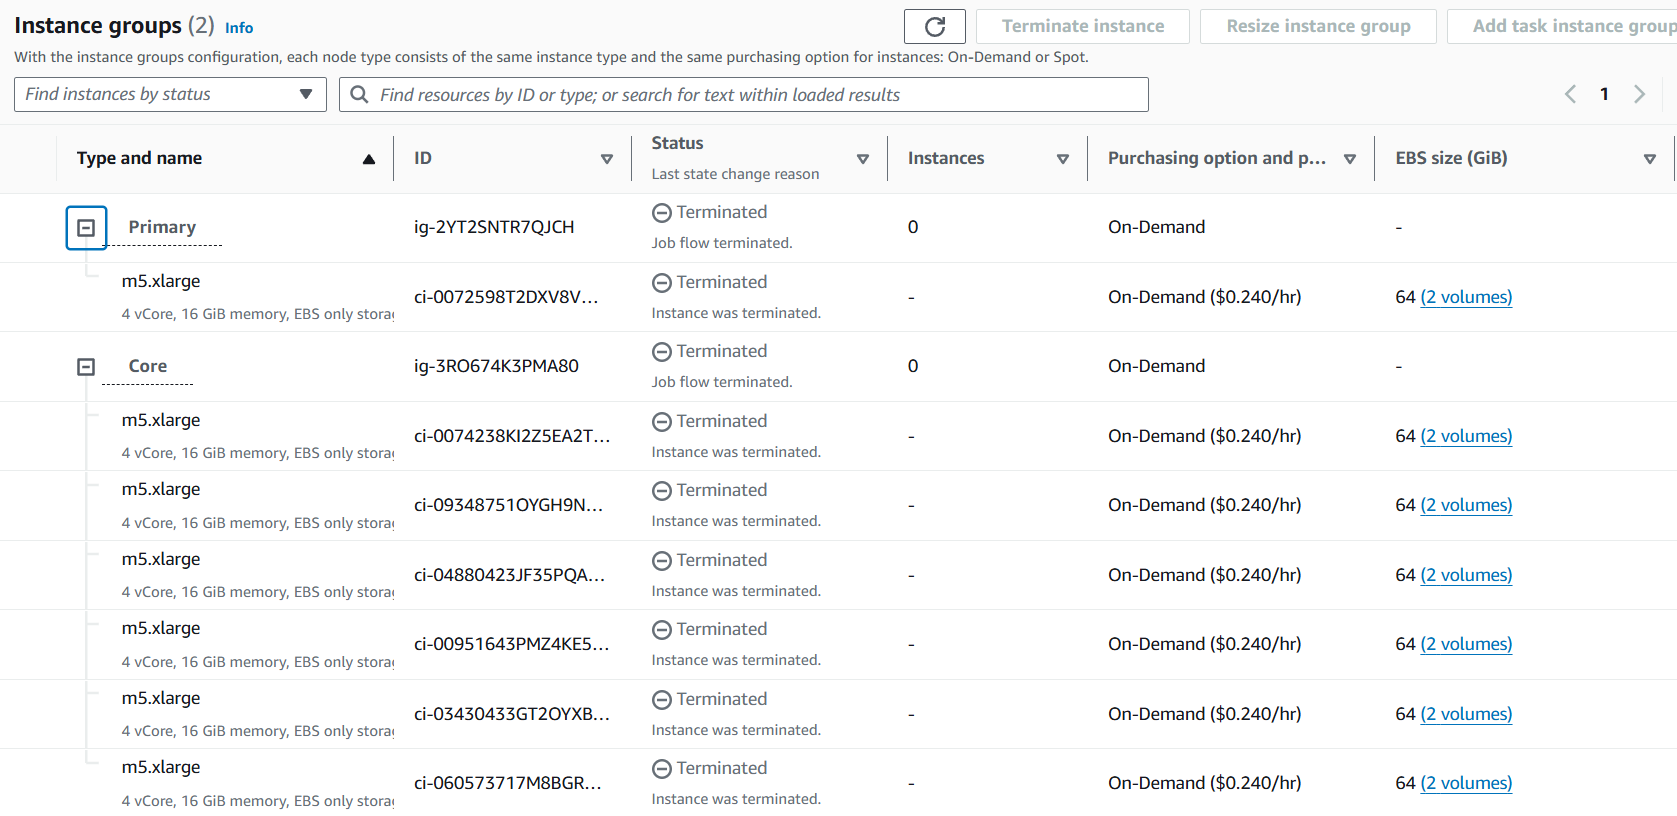 Instance groups (2) Info
Terminate instance
Resize instance group
Add task instance group
With the instance groups configuration, each node type consists of the same instance type and the same purchasing option for instances: On-Demand or Spot.
Find instances by status
Find resources by ID or type; or search for text within loaded results
1
Type and name
ID
Status
Last state change reason
Instances
Purchasing option and p...
EBS size (GiB)
Primary
ig-2YT2SNTR7QJCH
Terminated
Job flow terminated.
0
On-Demand
-
m5.xlarge
4 vCore, 16 GiB memory, EBS only storag
ci-0072598T2DXV8V...
Terminated
Instance was terminated.
-
On-Demand ($0.240/hr)
64 (2 volumes)
Core
ig-3RO674K3PMA80
Terminated
Job flow terminated.
0
On-Demand
-
m5.xlarge
4 vCore, 16 GiB memory, EBS only storag
ci-0074238KI2Z5EA2T...
Terminated
Instance was terminated.
-
On-Demand ($0.240/hr)
64 (2 volumes)
m5.xlarge
4 vCore, 16 GiB memory, EBS only storag
ci-09348751OYGH9N...
Terminated
Instance was terminated.
-
On-Demand ($0.240/hr)
64 (2 volumes)
m5.xlarge
4 vCore, 16 GiB memory, EBS only storag
ci-04880423JF35PQA...
Terminated
Instance was terminated.
-
On-Demand ($0.240/hr)
64 (2 volumes)
m5.xlarge
4 vCore, 16 GiB memory, EBS only storag
ci-00951643PMZ4KE5...
Terminated
Instance was terminated.
-
On-Demand ($0.240/hr)
64 (2 volumes)
m5.xlarge
4 vCore, 16 GiB memory, EBS only storag
ci-03430433GT2OYXB...
Terminated
Instance was terminated.
-
On-Demand ($0.240/hr)
64 (2 volumes)
m5.xlarge
4 vCore, 16 GiB memory, EBS only storag
ci-060573717M8BGR...
Terminated
Instance was terminated.
-
On-Demand ($0.240/hr)
64 (2 volumes)